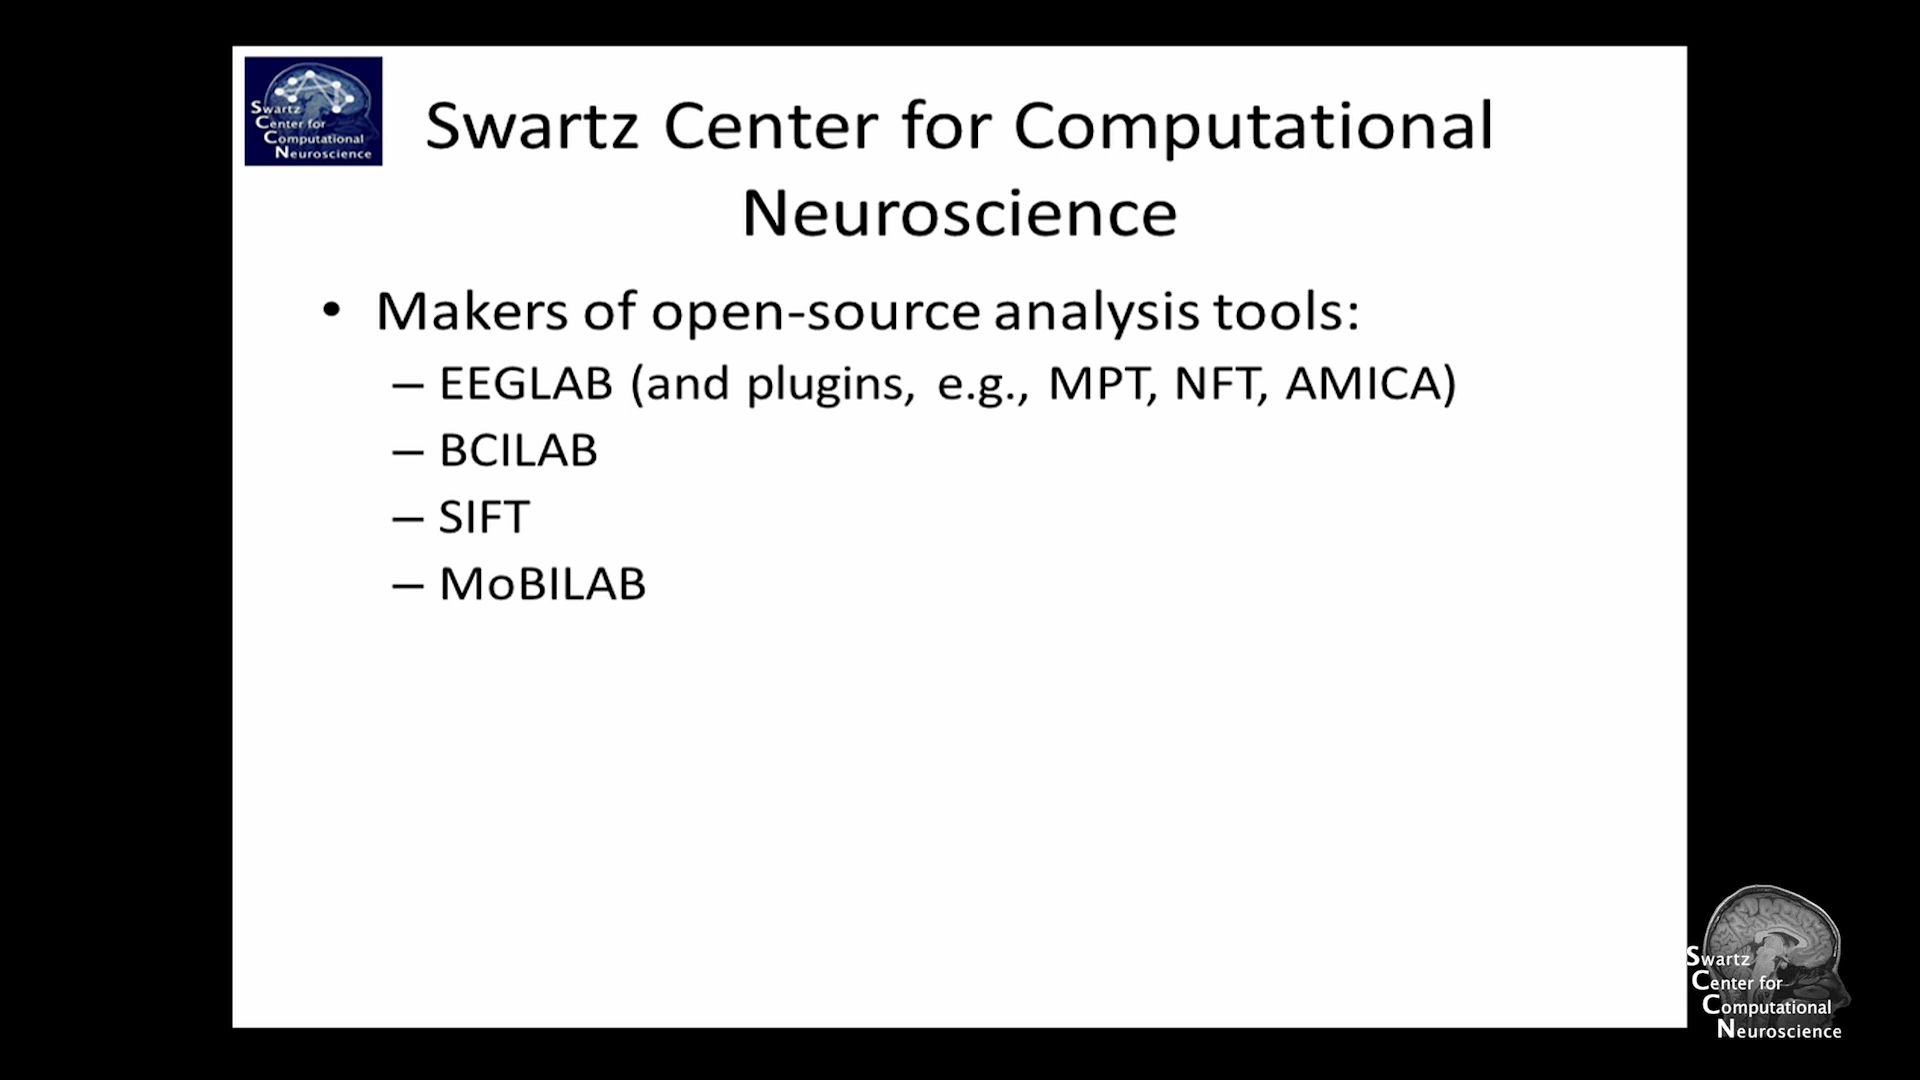 Swartz
Center for
Computational
Neuroscience
Swartz Center for Computational
Neuroscience
• Makers of open-source analysis tools:
– EEGLAB (and plugins, e.g., MPT, NFT, AMICA)
– BCILAB
– SIFT
– MoBILAB
Swartz
Center for
Computational
Neuroscience